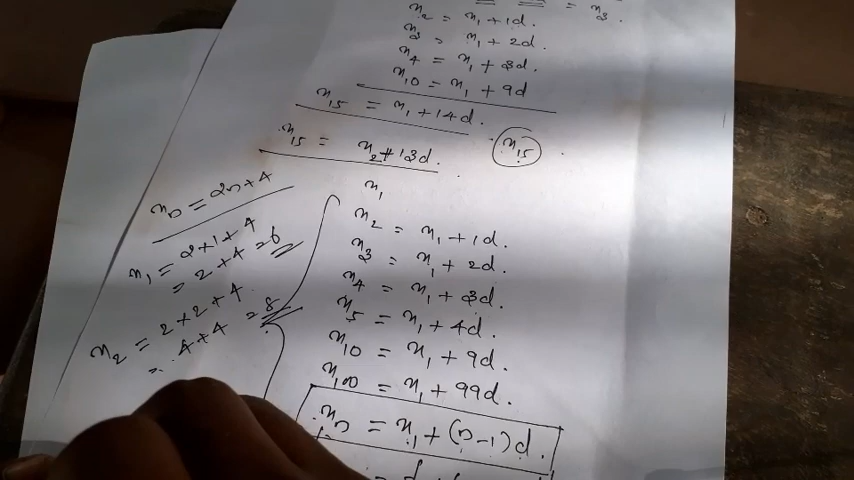 = x₃.
x₂ = x₁ + 1d.
x₃ = x₁ + 2d.
x₄ = x₁ + 3d.
x₁₀ = x₁ + 9d
x₁₅ = x₁ + 14d.
x₁₅ = x₂ + 13d.
x₁₅
x₁
x₂ = x₁ + 1d.
x₃ = x₁ + 2d.
x₄ = x₁ + 3d.
x₅ = x₁ + 4d.
x₁₀ = x₁ + 9d.
x₁₀₀ = x₁ + 99d.
xₙ = x₁ + (n-1)d.
xₙ = 2n + 4
x₁ = 2×1+4
= 2+4 = 6
x₂ = 2×2+4
= 4+4 = 8